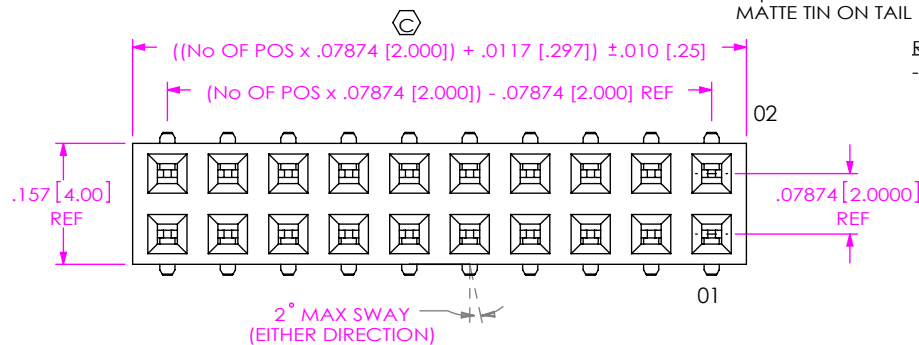 MATTE TIN ON TAIL
C
((No OF POS x .07874 [2.000]) + .0117 [.297]) ±.010 [.25]
(No OF POS x .07874 [2.000]) - .07874 [2.000] REF
02
.157 [4.00]
REF
.07874 [2.0000]
REF
01
2° MAX SWAY
(EITHER DIRECTION)